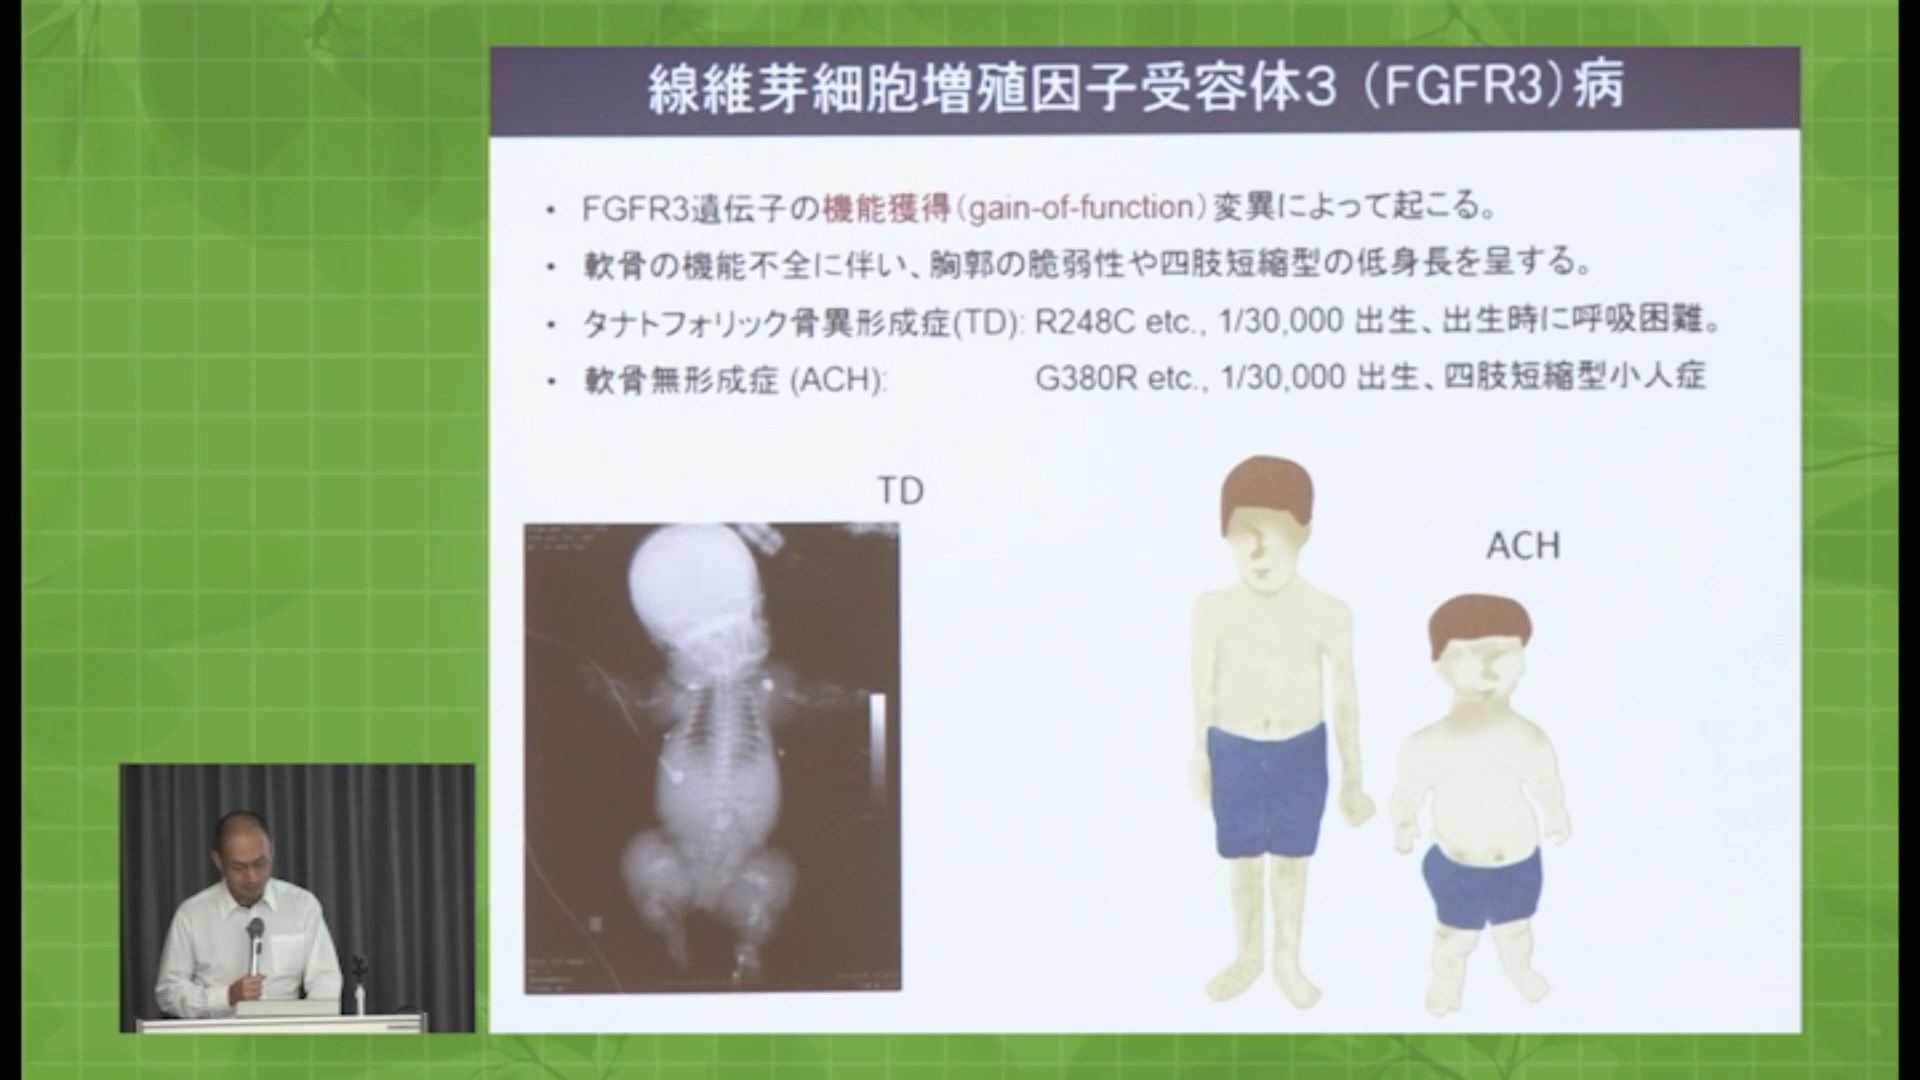 線維芽細胞増殖因子受容体3（FGFR3）病
・ FGFR3遺伝子の機能獲得（gain-of-function）変異によって起こる。
・ 軟骨の機能不全に伴い、胸郭の脆弱性や四肢短縮型の低身長を呈する。
・ タナトフォリック骨異形成症(TD): R248C etc., 1/30,000 出生、出生時に呼吸困難。
・ 軟骨無形成症 (ACH): G380R etc., 1/30,000 出生、四肢短縮型小人症
TD
ACH